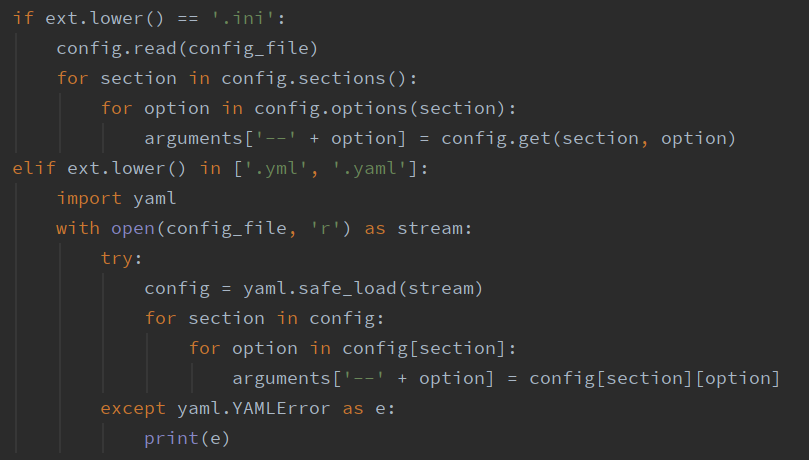 if ext.lower() == '.ini':
    config.read(config_file)
    for section in config.sections():
        for option in config.options(section):
            arguments['--' + option] = config.get(section, option)
elif ext.lower() in ['.yml', '.yaml']:
    import yaml
    with open(config_file, 'r') as stream:
        try:
            config = yaml.safe_load(stream)
            for section in config:
                for option in config[section]:
                    arguments['--' + option] = config[section][option]
        except yaml.YAMLError as e:
            print(e)